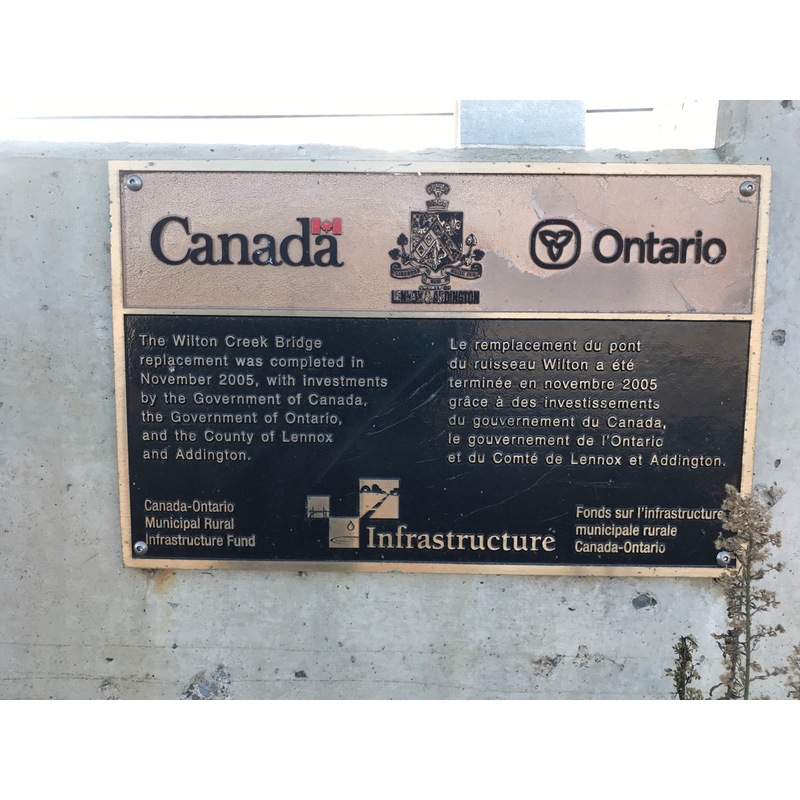 Canada
LENNOX & ADDINGTON
Ontario
The Wilton Creek Bridge
replacement was completed in
November 2005, with investments
by the Government of Canada,
the Government of Ontario,
and the County of Lennox
and Addington.
Le remplacement du pont
du ruisseau Wilton a été
terminée en novembre 2005
grâce à des investissements
du gouvernement du Canada,
le gouvernement de l'Ontario
et du Comté de Lennox et Addington.
Canada-Ontario
Municipal Rural
Infrastructure Fund
Infrastructure
Fonds sur l'infrastructure
municipale rurale
Canada-Ontario